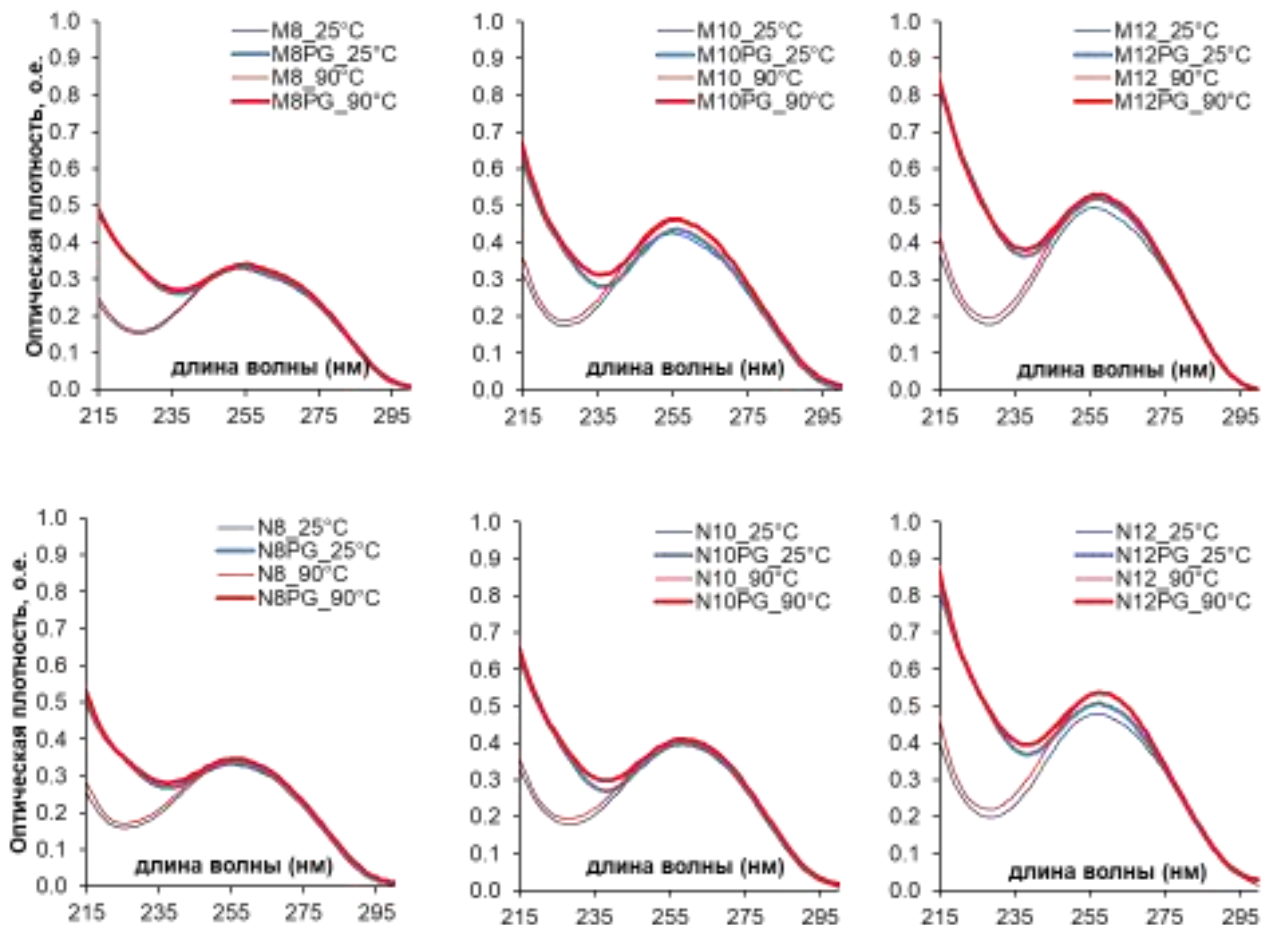 Оптическая плотность, о.е.
1.0
0.9
0.8
0.7
0.6
0.5
0.4
0.3
0.2
0.1
0.0
M8_25°C
M8PG_25°C
M8_90°C
M8PG_90°C
длина волны (нм)
215 235 255 275 295
1.0
0.9
0.8
0.7
0.6
0.5
0.4
0.3
0.2
0.1
0.0
M10_25°C
M10PG_25°C
M10_90°C
M10PG_90°C
длина волны (нм)
215 235 255 275 295
1.0
0.9
0.8
0.7
0.6
0.5
0.4
0.3
0.2
0.1
0.0
M12_25°C
M12PG_25°C
M12_90°C
M12PG_90°C
длина волны (нм)
215 235 255 275 295
Оптическая плотность, о.е.
1.0
0.9
0.8
0.7
0.6
0.5
0.4
0.3
0.2
0.1
0.0
N8_25°C
N8PG_25°C
N8_90°C
N8PG_90°C
длина волны (нм)
215 235 255 275 295
1.0
0.9
0.8
0.7
0.6
0.5
0.4
0.3
0.2
0.1
0.0
N10_25°C
N10PG_25°C
N10_90°C
N10PG_90°C
длина волны (нм)
215 235 255 275 295
1.0
0.9
0.8
0.7
0.6
0.5
0.4
0.3
0.2
0.1
0.0
N12_25°C
N12PG_25°C
N12_90°C
N12PG_90°C
длина волны (нм)
215 235 255 275 295